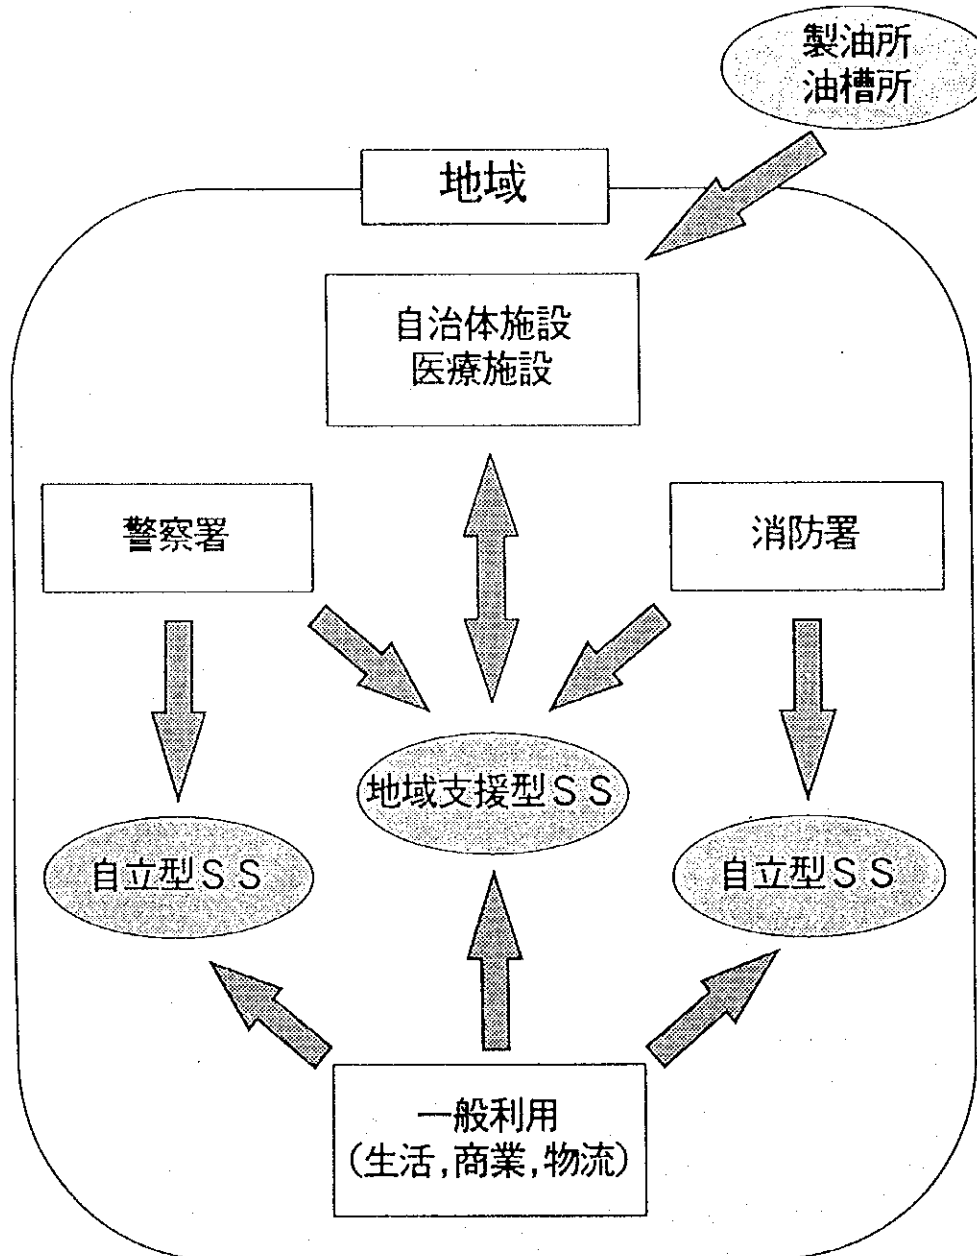 製油所
油槽所
地域
自治体施設
医療施設
警察署
消防署
地域支援型ＳＳ
自立型ＳＳ
自立型ＳＳ
一般利用
(生活,商業,物流)